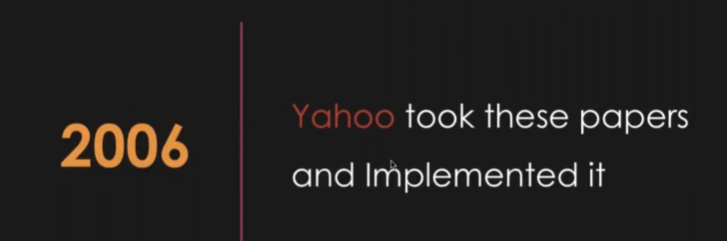 2006
Yahoo took these papers
and Implemented it